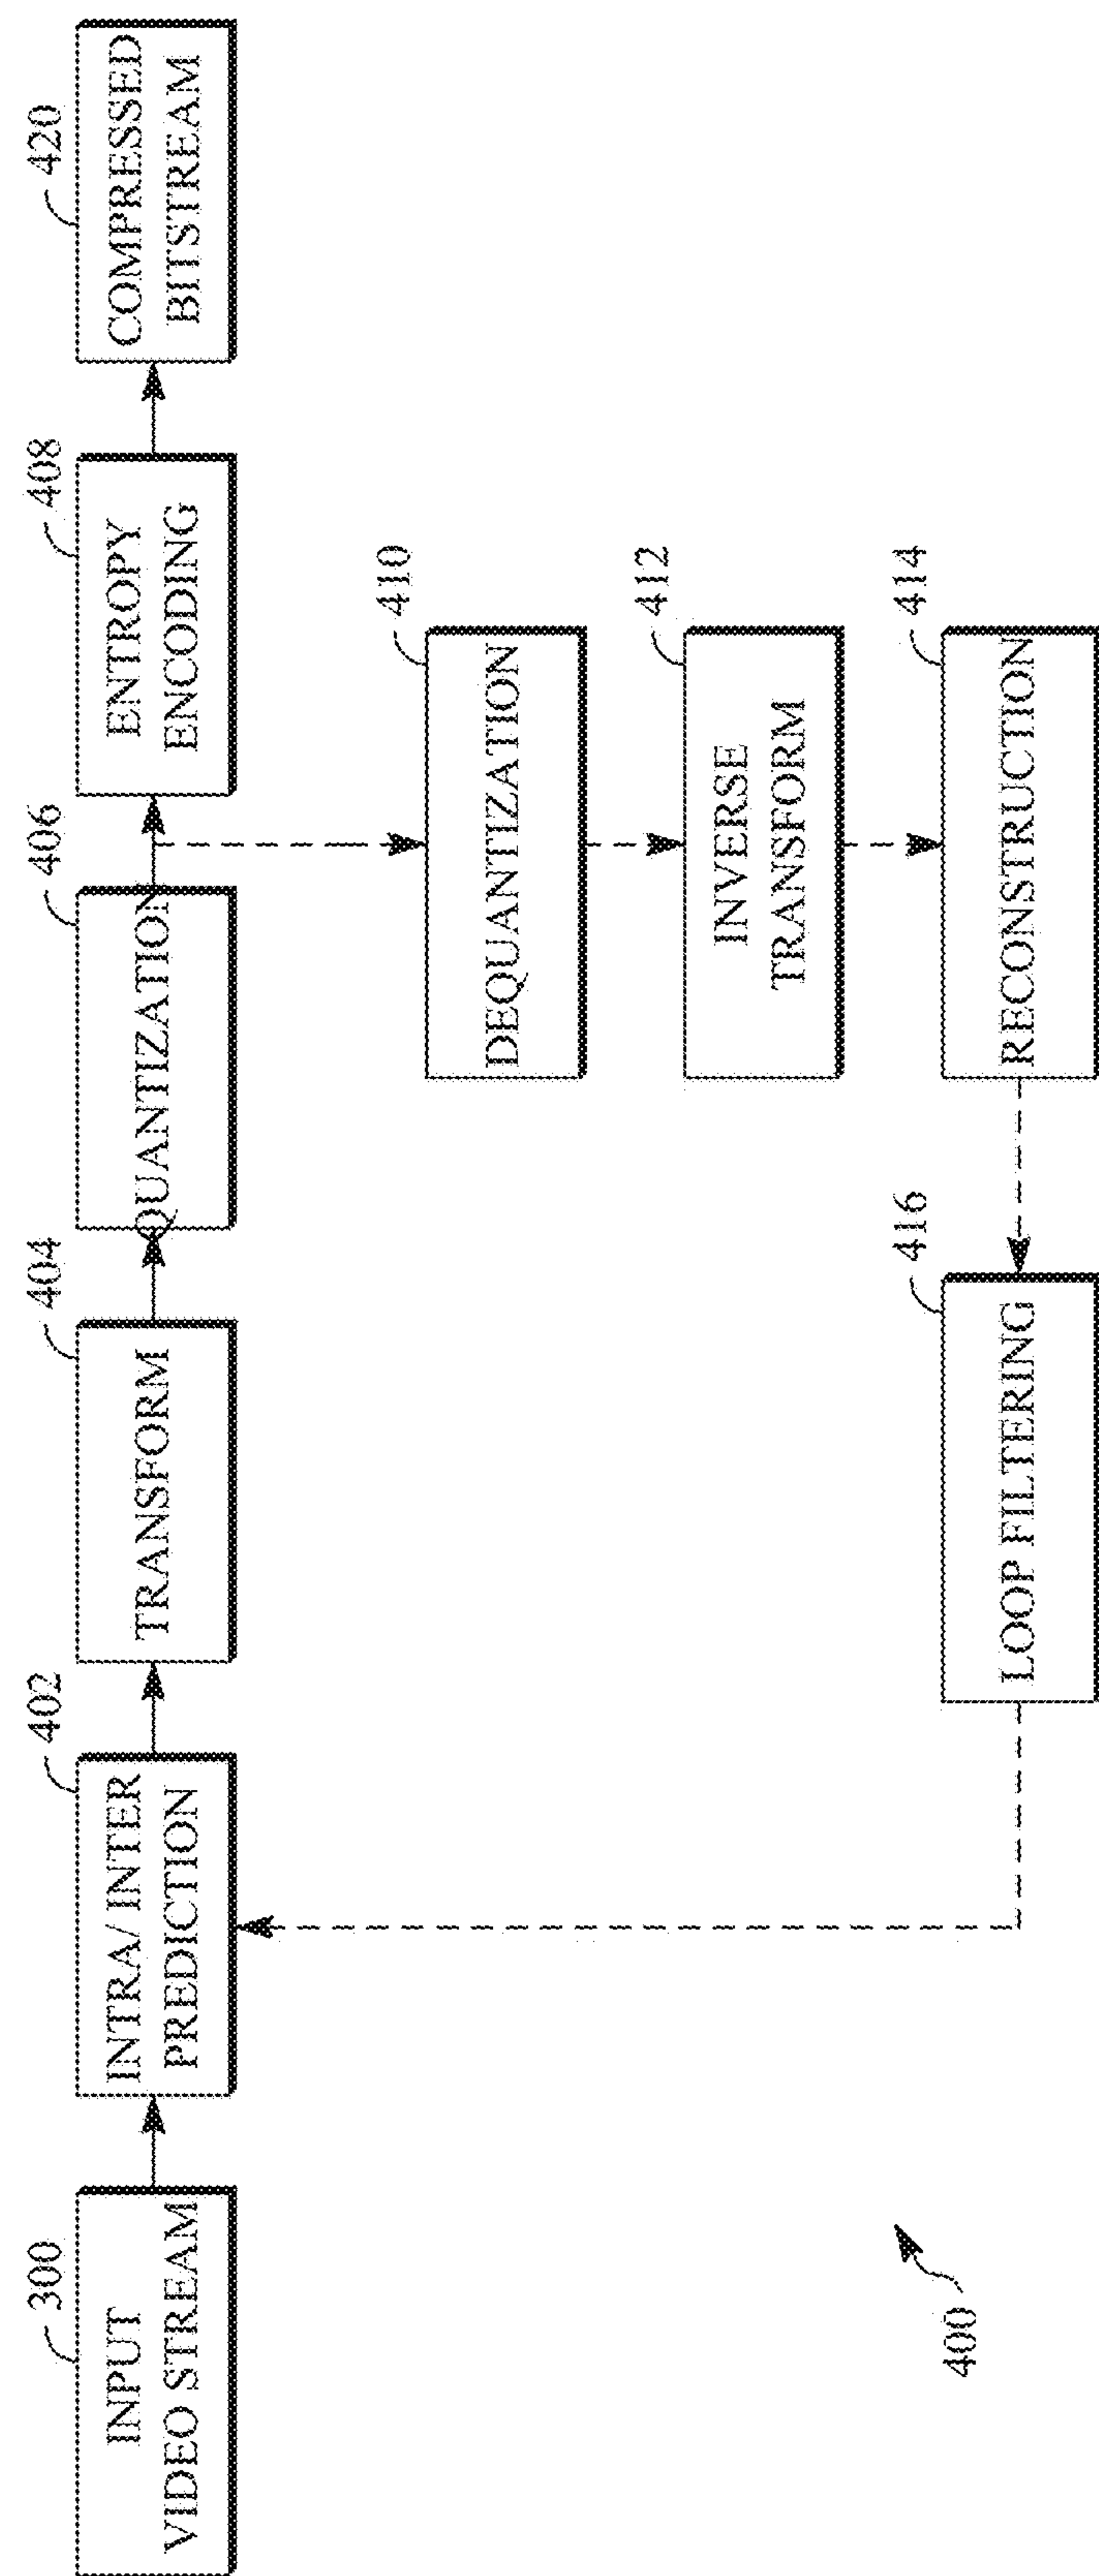 300
INPUT
VIDEO STREAM
402
INTRA/ INTER
PREDICTION
404
TRANSFORM
406
QUANTIZATION
408
ENTROPY
ENCODING
420
COMPRESSED
BITSTREAM
410
DEQUANTIZATION
412
INVERSE
TRANSFORM
416
LOOP FILTERING
414
RECONSTRUCTION
400